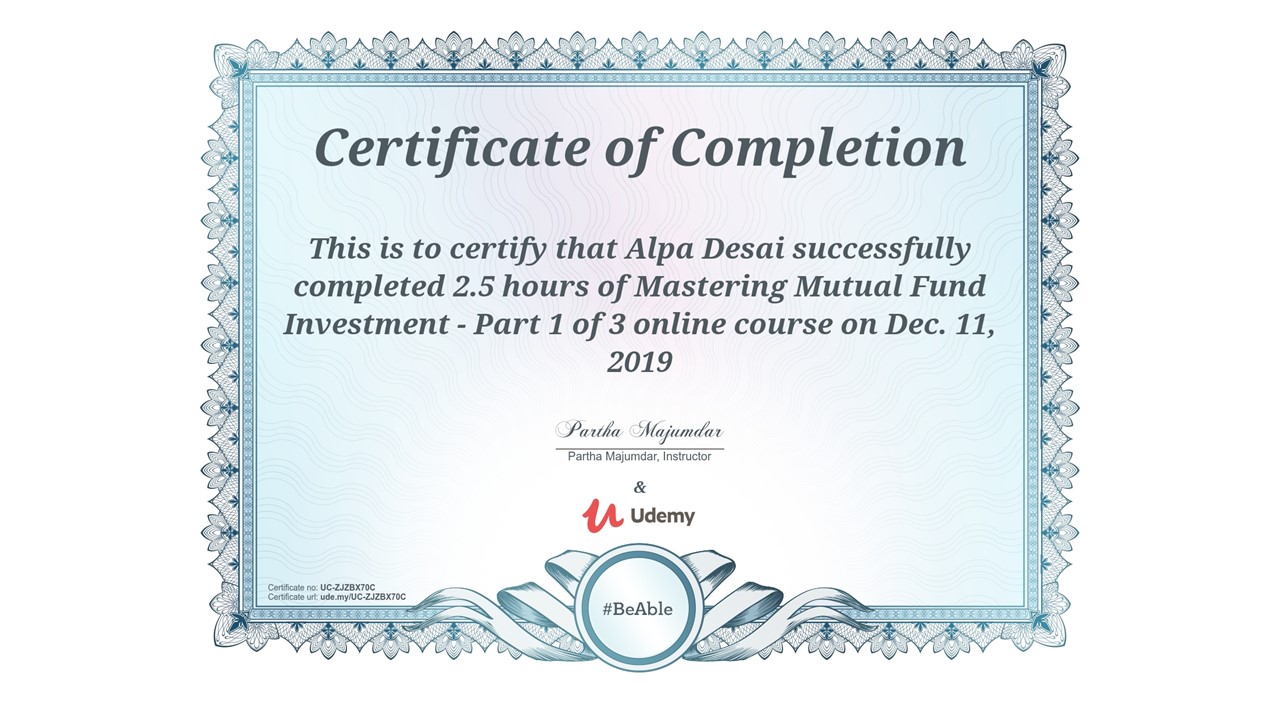 Certificate of Completion
This is to certify that Alpa Desai successfully
completed 2.5 hours of Mastering Mutual Fund
Investment - Part 1 of 3 online course on Dec. 11,
2019
Partha Majumdar
Partha Majumdar, Instructor
&
Udemy
Certificate no: UC-ZJZBX70C
Certificate url: ude.my/UC-ZJZBX70C
#BeAble